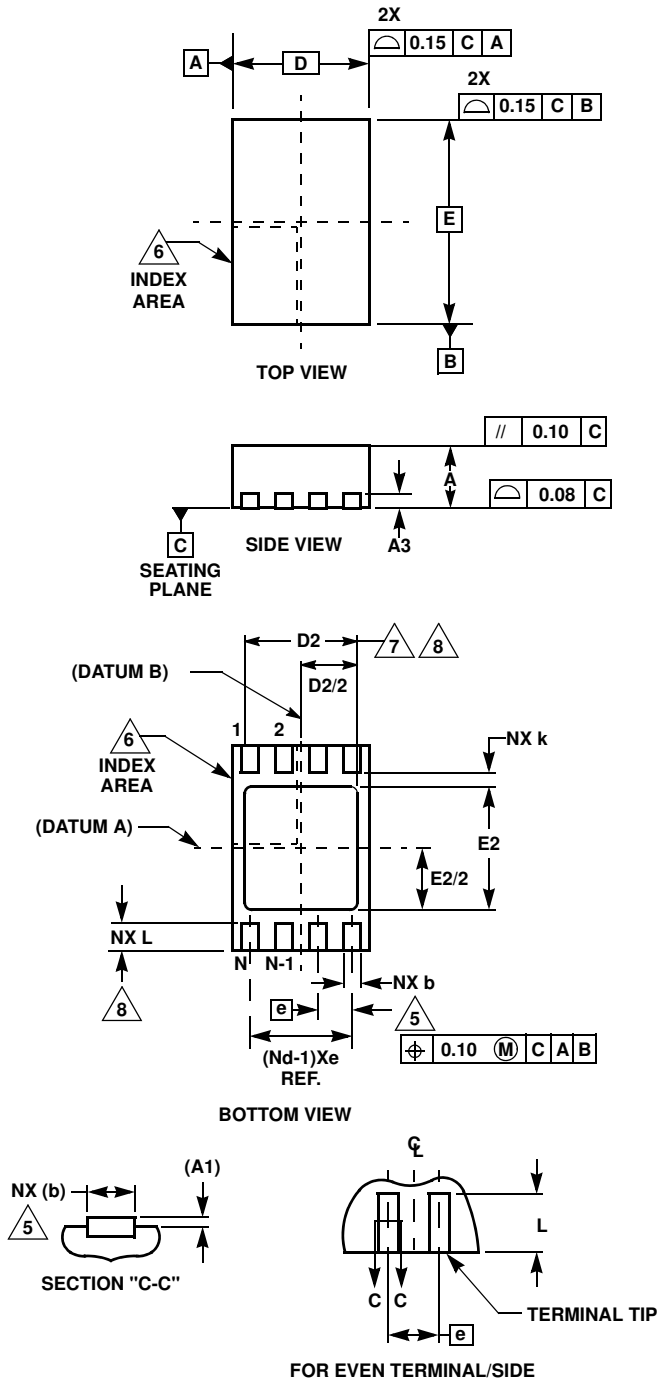 2X
⌓ 0.15 C A
A
D
2X
⌓ 0.15 C B
E
6
INDEX
AREA
B
TOP VIEW
// 0.10 C
A
⌓ 0.08 C
C
SIDE VIEW
A3
SEATING
PLANE
D2
7 8
(DATUM B)
D2/2
1 2
6
INDEX
AREA
NX k
(DATUM A)
E2
E2/2
NX L
N N-1
NX b
8
e
5
(Nd-1)Xe
REF.
⌖ 0.10 Ⓜ C A B
BOTTOM VIEW
(A1)
NX (b)
5
SECTION "C-C"
CL
L
C C
TERMINAL TIP
e
FOR EVEN TERMINAL/SIDE